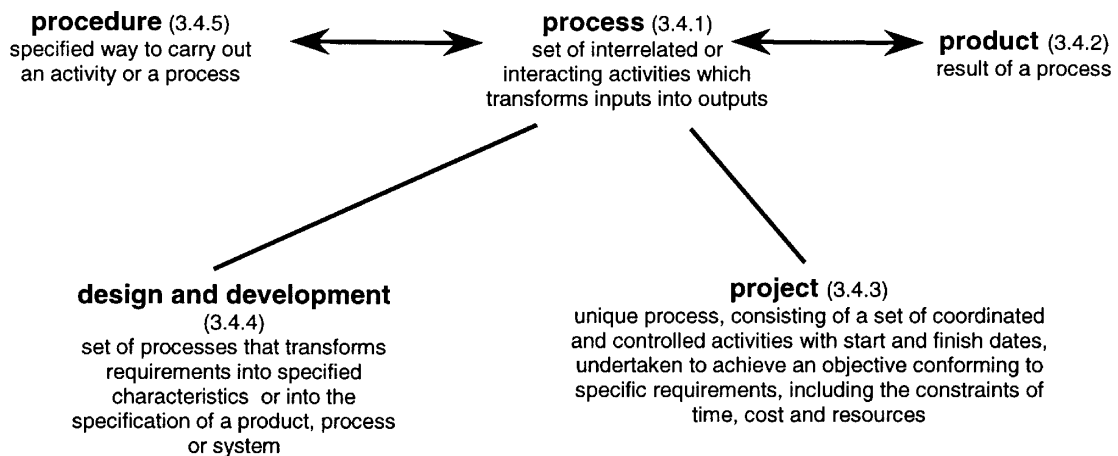 procedure (3.4.5)
specified way to carry out
an activity or a process
process (3.4.1)
set of interrelated or
interacting activities which
transforms inputs into outputs
product (3.4.2)
result of a process
design and development
(3.4.4)
set of processes that transforms
requirements into specified
characteristics or into the
specification of a product, process
or system
project (3.4.3)
unique process, consisting of a set of coordinated
and controlled activities with start and finish dates,
undertaken to achieve an objective conforming to
specific requirements, including the constraints of
time, cost and resources